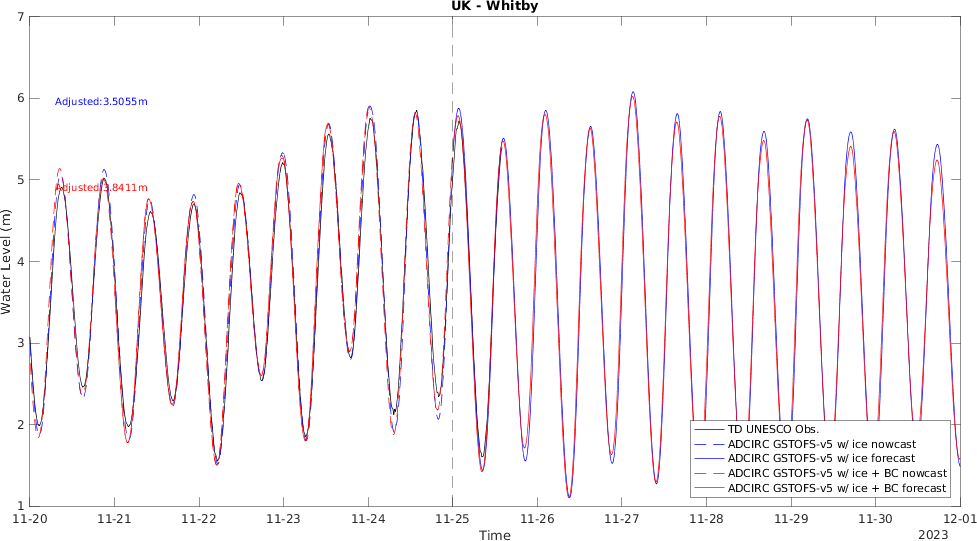 UK - Whitby
7
6
5
4
3
2
1
Water Level (m)
Adjusted:3.5055m
Adjusted:3.8411m
TD UNESCO Obs.
ADCIRC GSTOFS-v5 w/ ice nowcast
ADCIRC GSTOFS-v5 w/ ice forecast
ADCIRC GSTOFS-v5 w/ ice + BC nowcast
ADCIRC GSTOFS-v5 w/ ice + BC forecast
11-20 11-21 11-22 11-23 11-24 11-25 11-26 11-27 11-28 11-29 11-30 12-01
Time
2023